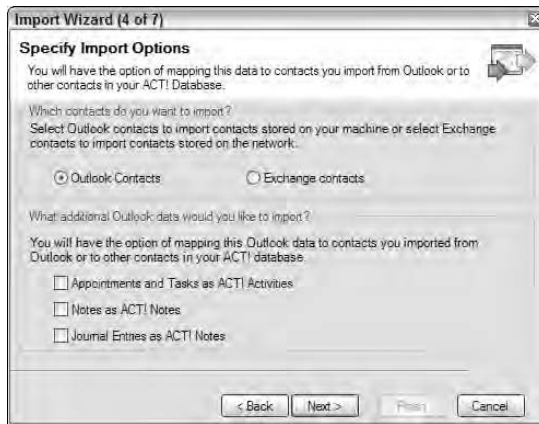 Import Wizard (4 of 7)
Specify Import Options
You will have the option of mapping this data to contacts you import from Outlook or to
other contacts in your ACT! Database.
Which contacts do you want to import?
Select Outlook contacts to import contacts stored on your machine or select Exchange
contacts to import contacts stored on the network.
Outlook Contacts
Exchange contacts
What additional Outlook data would you like to import?
You will have the option of mapping this Outlook data to contacts you imported from
Outlook or to other contacts in your ACT! database.
Appointments and Tasks as ACT! Activities
Notes as ACT! Notes
Journal Entries as ACT! Notes
< Back
Next >
Finish
Cancel